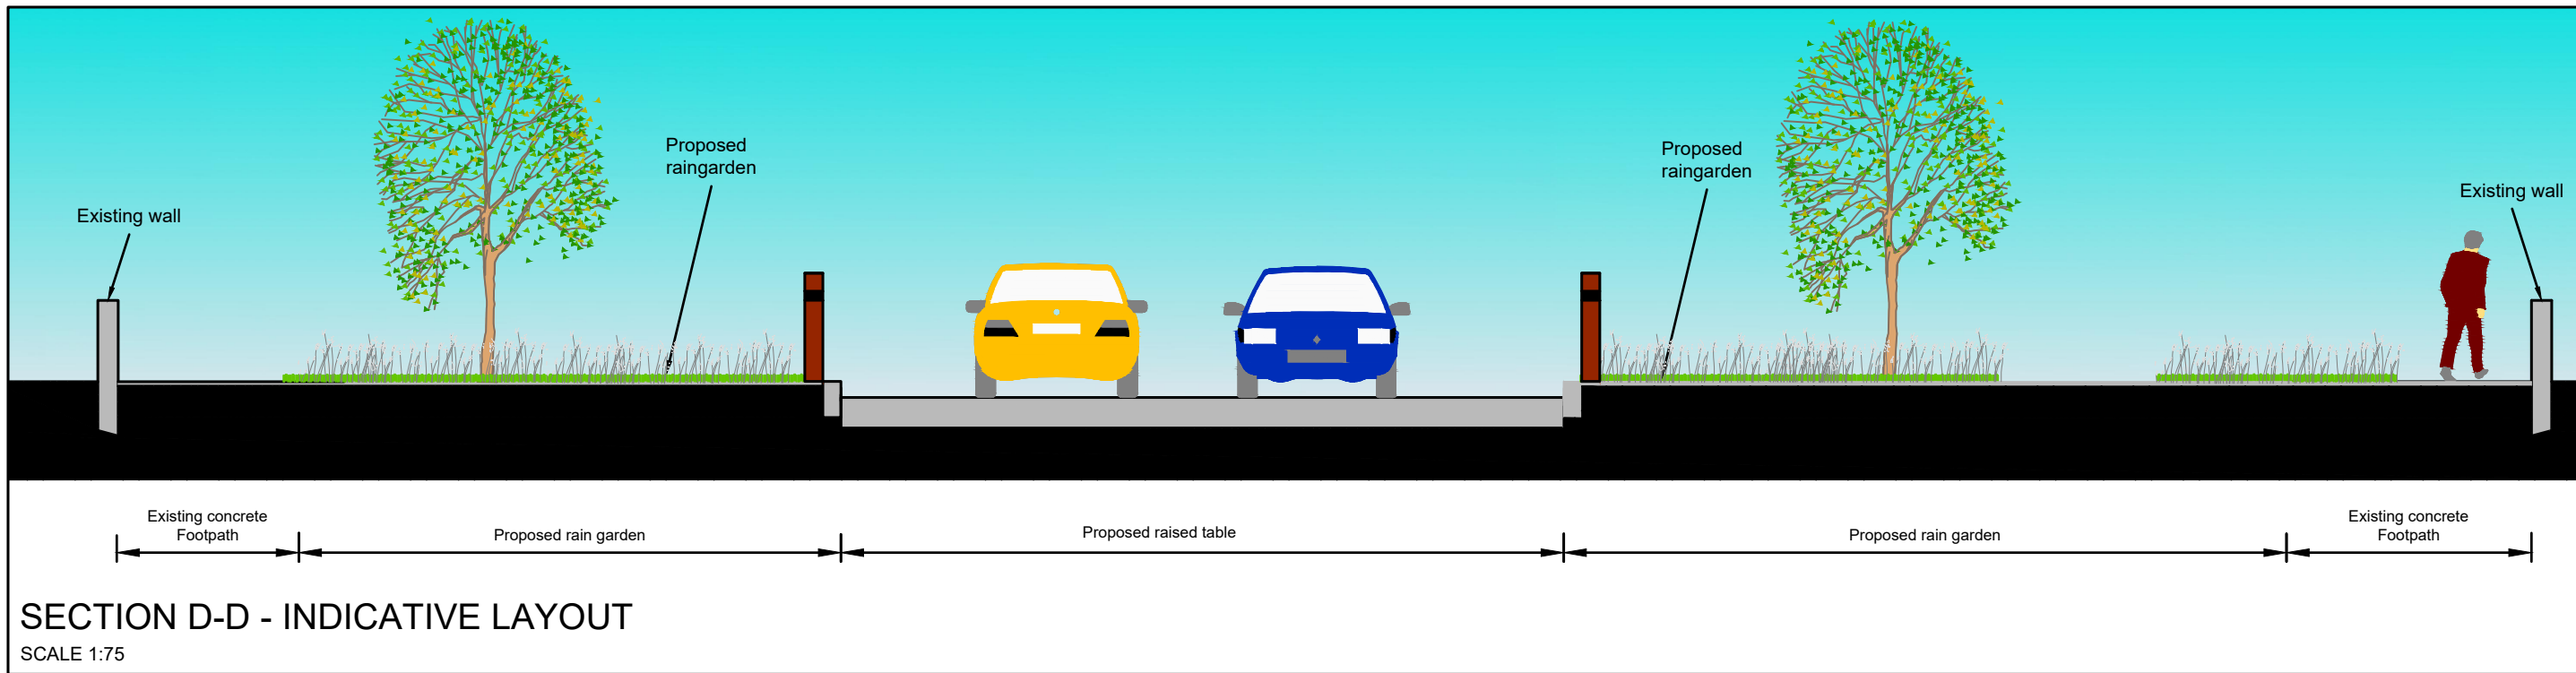 Proposed
raingarden
Proposed
raingarden
Existing wall
Existing wall
Existing concrete
Footpath
Proposed rain garden
Proposed raised table
Proposed rain garden
Existing concrete
Footpath
SECTION D-D - INDICATIVE LAYOUT
SCALE 1:75